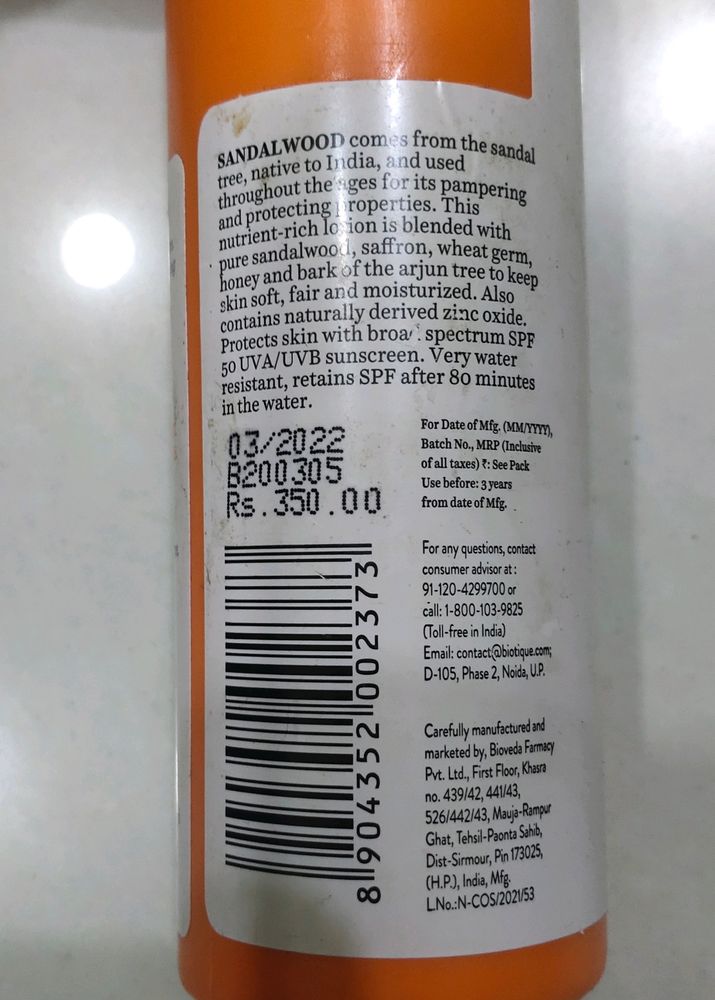 SANDALWOOD comes from the sandal
tree, native to India, and used
throughout the ages for its pampering
and protecting properties. This
nutrient-rich lotion is blended with
pure sandalwood, saffron, wheat germ,
honey and bark of the arjun tree to keep
skin soft, fair and moisturized. Also
contains naturally derived zinc oxide.
Protects skin with broad spectrum SPF
50 UVA/UVB sunscreen. Very water
resistant, retains SPF after 80 minutes
in the water.
03/2022
B200305
Rs.350.00
For Date of Mfg. (MM/YYYY),
Batch No., MRP (Inclusive
of all taxes) ₹: See Pack
Use before: 3 years
from date of Mfg.
For any questions, contact
consumer advisor at :
91-120-4299700 or
call: 1-800-103-9825
(Toll-free in India)
Email: contact@biotique.com;
D-105, Phase 2, Noida, U.P.
Carefully manufactured and
marketed by, Bioveda Farmacy
Pvt. Ltd., First Floor, Khasra
no. 439/42, 441/43,
526/442/43, Mauja-Rampur
Ghat, Tehsil-Paonta Sahib,
Dist-Sirmour, Pin 173025,
(H.P.), India, Mfg.
L.No.:N-COS/2021/53
8 904352 002373